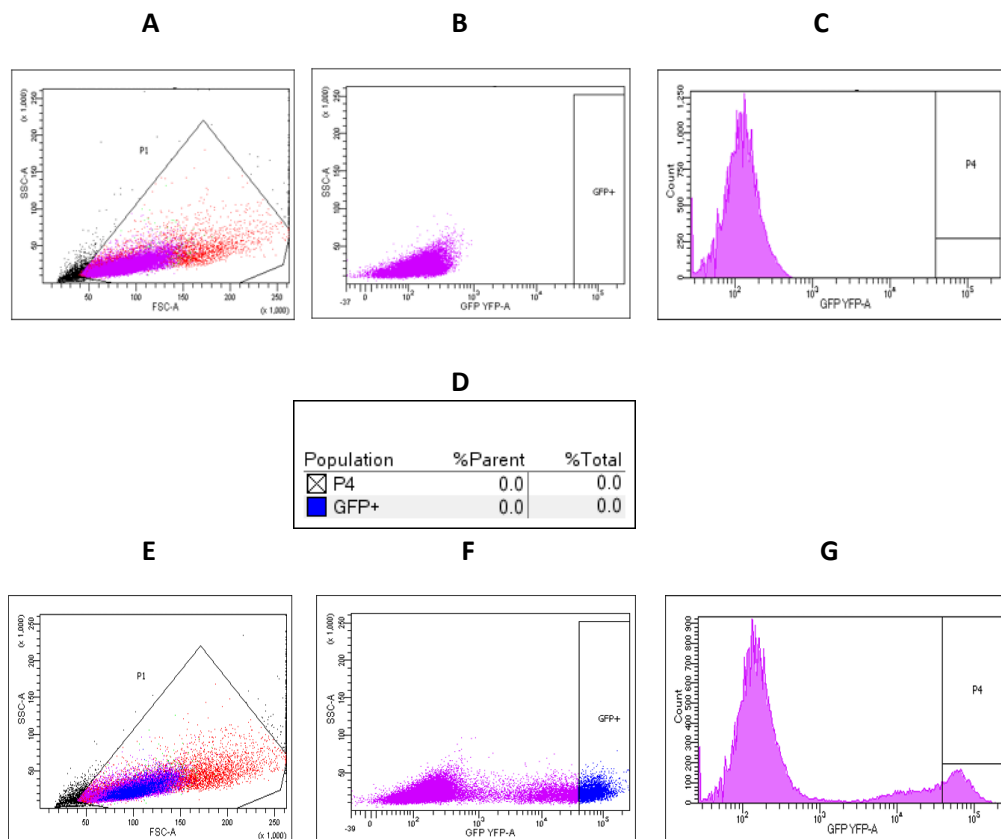 A
B
C
(x 1,000)
SSC-A
250
200
150
100
50
P1
50 100 150 200 250
FSC-A
(x 1,000)
(x 1,000)
SSC-A
250
200
150
100
50
GFP+
-37 0 10² 10³ 10⁴ 10⁵
GFP YFP-A
Count
1,250
1,000
750
500
250
0
P4
10² 10³ 10⁴ 10⁵
GFP YFP-A
D
Population %Parent %Total
P4 0.0 0.0
GFP+ 0.0 0.0
E
F
G
(x 1,000)
SSC-A
250
200
150
100
50
P1
50 100 150 200 250
FSC-A
(x 1,000)
(x 1,000)
SSC-A
250
200
150
100
50
GFP+
-39 0 10² 10³ 10⁴ 10⁵
GFP YFP-A
Count
900
800
700
600
500
400
300
200
100
0
P4
10² 10³ 10⁴ 10⁵
GFP YFP-A